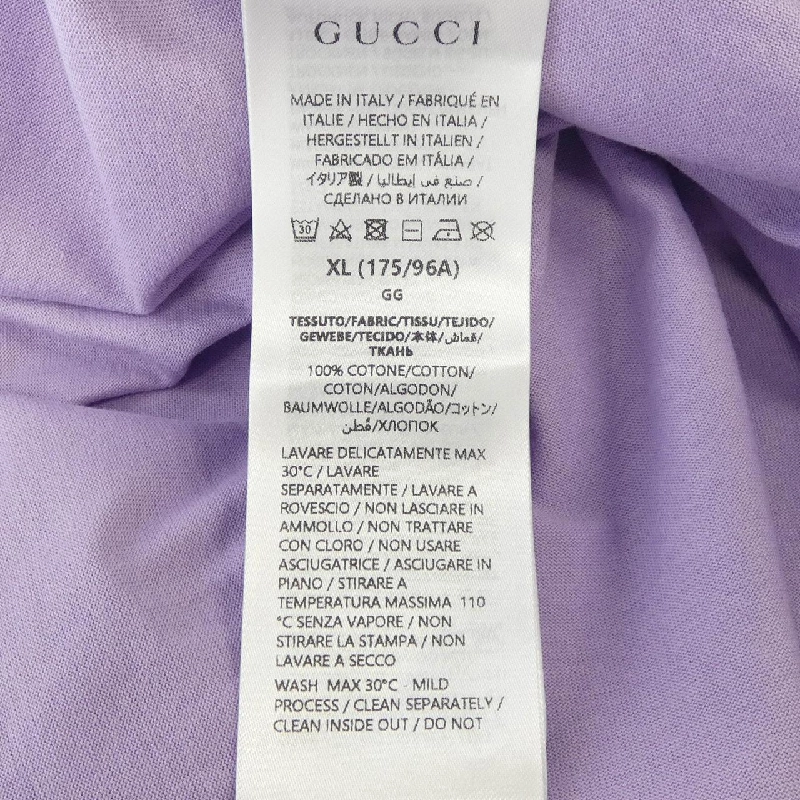 GUCCI
MADE IN ITALY / FABRIQUÉ EN
ITALIE / HECHO EN ITALIA /
HERGESTELLT IN ITALIEN /
FABRICADO EM ITÁLIA /
イタリア製 / صنع في إيطاليا /
СДЕЛАНО В ИТАЛИИ
30
XL (175/96A)
GG
TESSUTO/FABRIC/TISSU/TEJIDO/
GEWEBE/TECIDO/本体/قماش/
ТКАНЬ
100% COTONE/COTTON/
COTON/ALGODON/
BAUMWOLLE/ALGODÃO/コットン/
قُطن/ХЛОПОК
LAVARE DELICATAMENTE MAX
30°C / LAVARE
SEPARATAMENTE / LAVARE A
ROVESCIO / NON LASCIARE IN
AMMOLLO / NON TRATTARE
CON CLORO / NON USARE
ASCIUGATRICE / ASCIUGARE IN
PIANO / STIRARE A
TEMPERATURA MASSIMA 110
°C SENZA VAPORE / NON
STIRARE LA STAMPA / NON
LAVARE A SECCO
WASH MAX 30°C - MILD
PROCESS / CLEAN SEPARATELY /
CLEAN INSIDE OUT / DO NOT